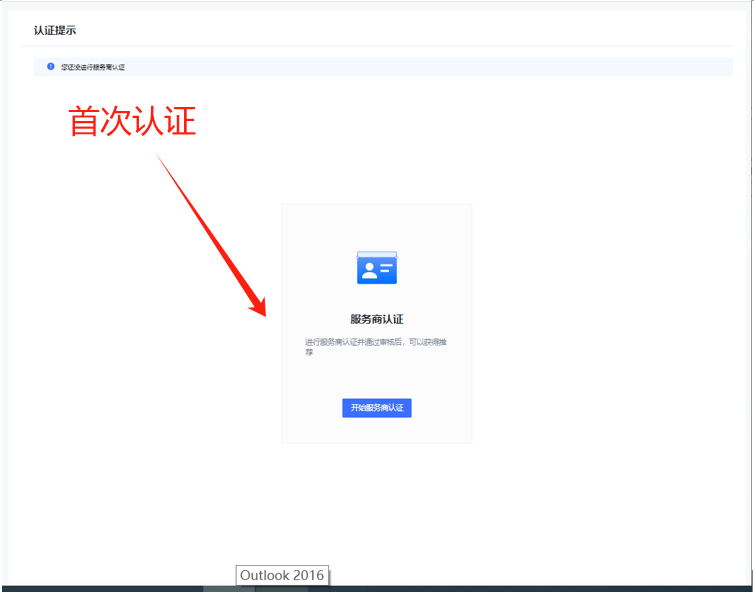 认证提示
您还没进行服务商认证
首次认证
服务商认证
进行服务商认证并通过审核后，可以获得推
荐
开始服务商认证
Outlook 2016